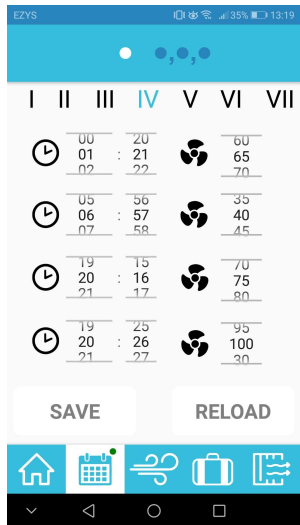 EZYS 35% 13:19
I II III IV V VI VII
00 20 60
01 : 21 65
02 22 70
05 56 35
06 : 57 40
07 58 45
19 15 70
20 : 16 75
21 17 80
19 25 95
20 : 26 100
21 27 30
SAVE RELOAD